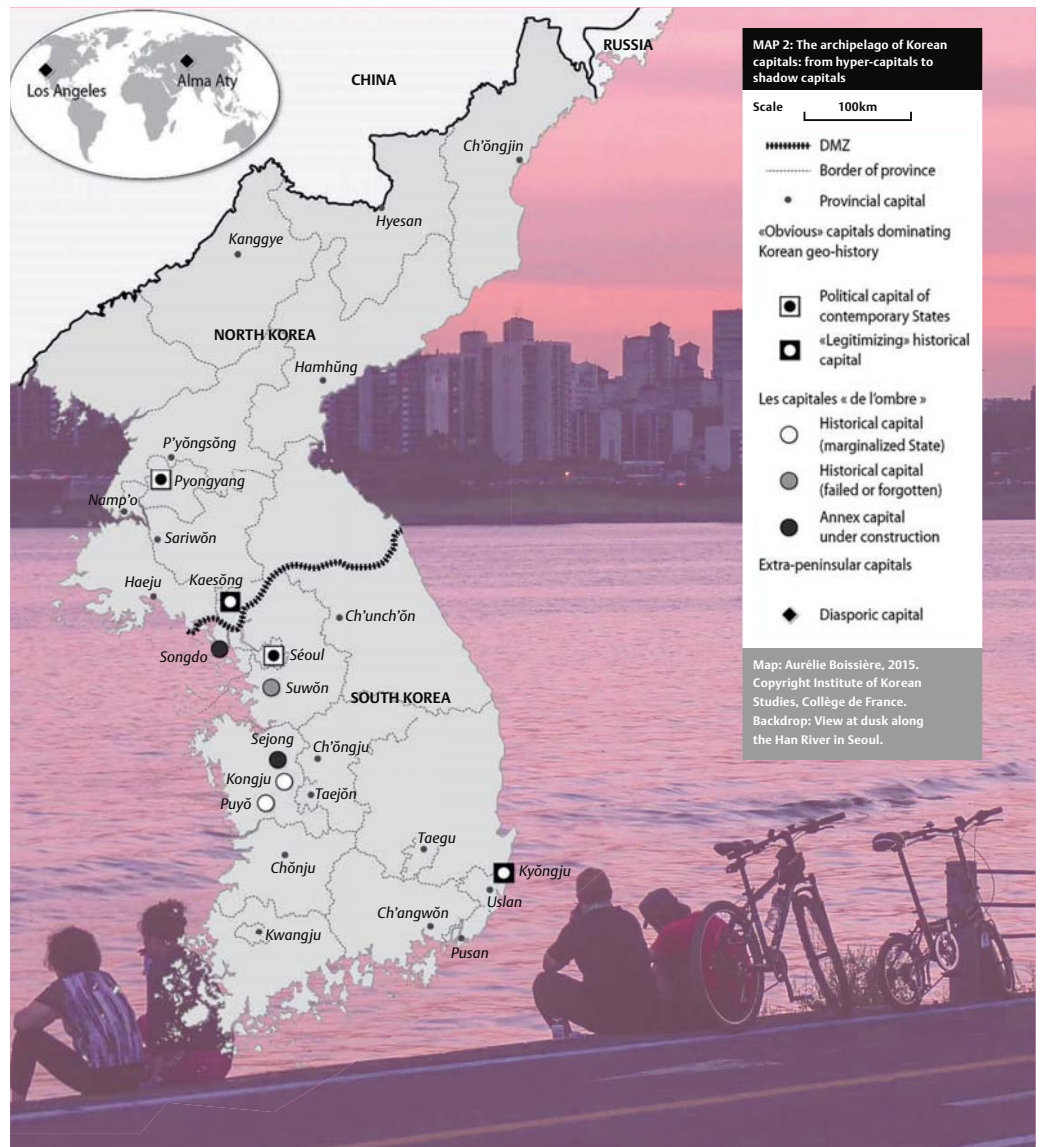 Los Angeles
Alma Aty
CHINA
RUSSIA
Ch'ŏngjin
Hyesan
Kanggye
NORTH KOREA
Hamhŭng
P'yŏngsŏng
Pyongyang
Namp'o
Sariwŏn
Haeju
Kaesŏng
Ch'unch'ŏn
Songdo
Séoul
Suwŏn
SOUTH KOREA
Sejong
Ch'ŏngju
Kongju
Taejŏn
Puyŏ
Taegu
Chŏnju
Kyŏngju
Uslan
Ch'angwŏn
Kwangju
Pusan
MAP 2: The archipelago of Korean
capitals: from hyper-capitals to
shadow capitals
Scale 100km
DMZ
Border of province
Provincial capital
«Obvious» capitals dominating
Korean geo-history
Political capital of
contemporary States
«Legitimizing» historical
capital
Les capitales « de l'ombre »
Historical capital
(marginalized State)
Historical capital
(failed or forgotten)
Annex capital
under construction
Extra-peninsular capitals
Diasporic capital
Map: Aurélie Boissière, 2015.
Copyright Institute of Korean
Studies, Collège de France.
Backdrop: View at dusk along
the Han River in Seoul.